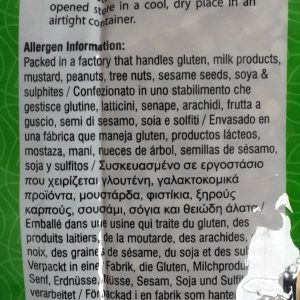 opened store in a cool, dry place in an
airtight container.
Allergen Information:
Packed in a factory that handles gluten, milk products,
mustard, peanuts, tree nuts, sesame seeds, soya &
sulphites / Confezionato in uno stabilimento che
gestisce glutine, latticini, senape, arachidi, frutta a
guscio, semi di sesamo, soia e solfiti / Envasado en
una fábrica que maneja gluten, productos lácteos,
mostaza, maní, nueces de árbol, semillas de sésamo,
soja y sulfitos / Συσκευασμένο σε εργοστάσιο
που χειρίζεται γλουτένη, γαλακτοκομικά
προϊόντα, μουστάρδα, φιστίκια, ξηρούς
καρπούς, σουσάμι, σόγια και θειώδη άλατα /
Emballé dans une usine qui traite du gluten, des
produits laitiers, de la moutarde, des arachides,
noix, des graines de sésame, du soja et des
Verpackt in einer Fabrik, die Gluten, Milchprodu
Senf, Erdnüsse, Sesam, Soja und Sulfi
verarbeitet / Förpackad i en fabrik som hanter